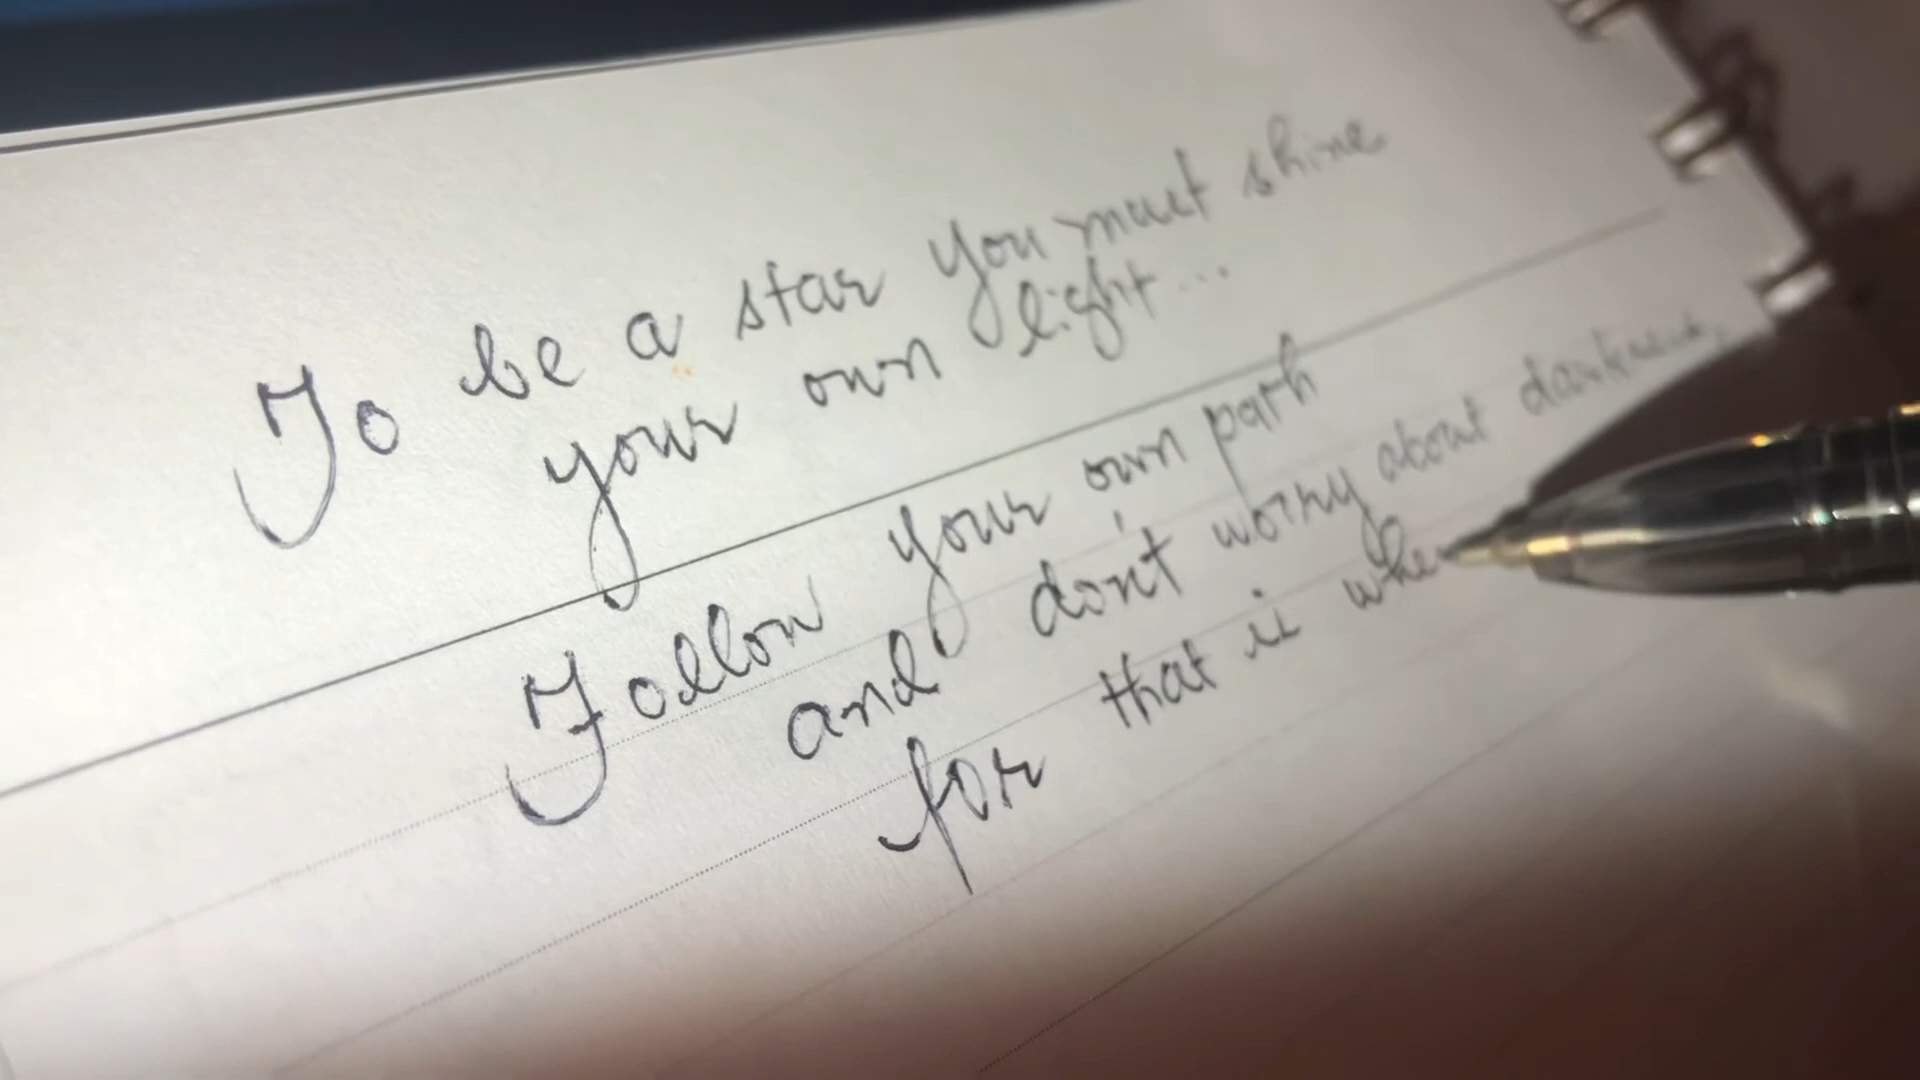 To be a star you must shine
your own light...
Follow your own path
and don't worry about darkness,
for that is whe